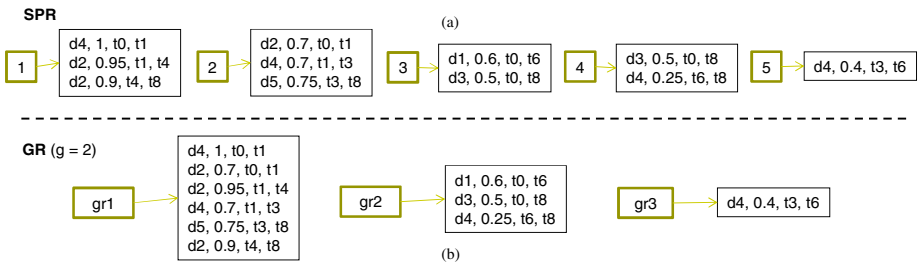 SPR
(a)
1
d4, 1, t0, t1
d2, 0.95, t1, t4
d2, 0.9, t4, t8
2
d2, 0.7, t0, t1
d4, 0.7, t1, t3
d5, 0.75, t3, t8
3
d1, 0.6, t0, t6
d3, 0.5, t0, t8
4
d3, 0.5, t0, t8
d4, 0.25, t6, t8
5
d4, 0.4, t3, t6
GR (g = 2)
gr1
d4, 1, t0, t1
d2, 0.7, t0, t1
d2, 0.95, t1, t4
d4, 0.7, t1, t3
d5, 0.75, t3, t8
d2, 0.9, t4, t8
gr2
d1, 0.6, t0, t6
d3, 0.5, t0, t8
d4, 0.25, t6, t8
gr3
d4, 0.4, t3, t6
(b)